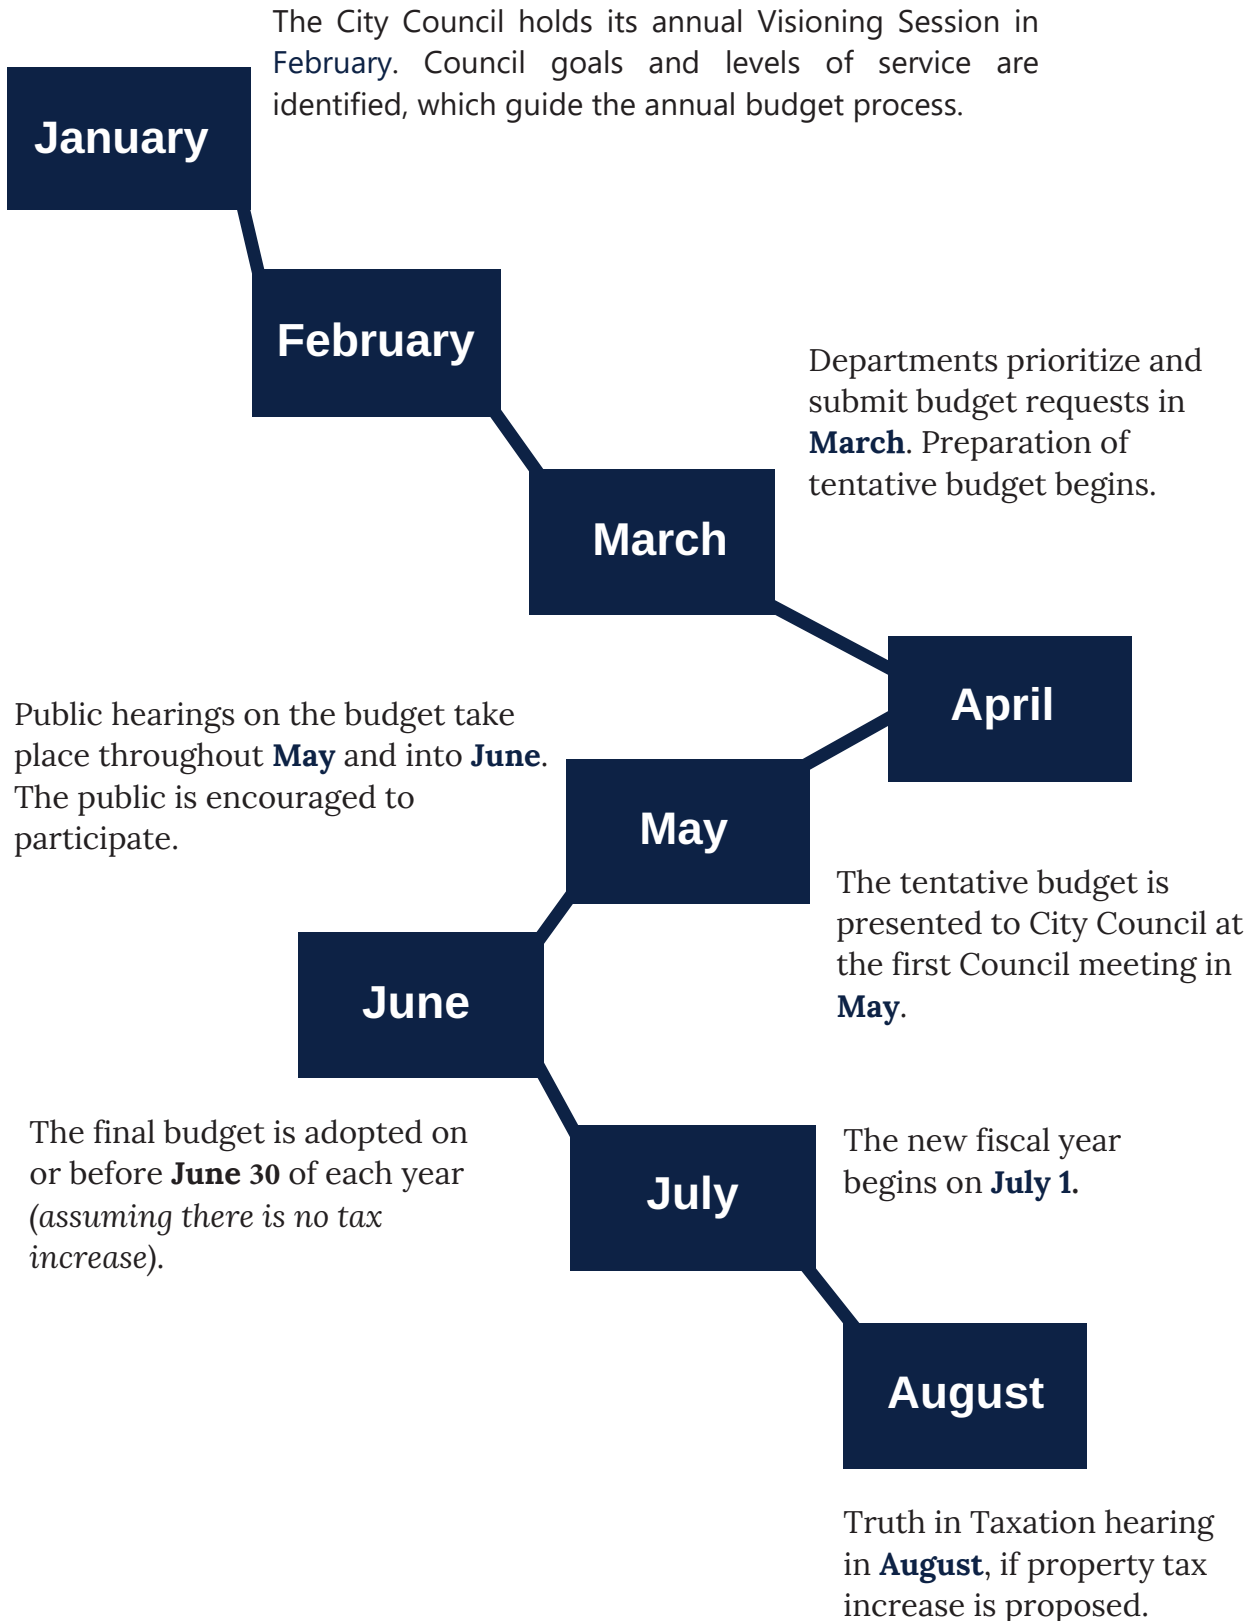 The City Council holds its annual Visioning Session in
February. Council goals and levels of service are
identified, which guide the annual budget process.
January
February
Departments prioritize and
submit budget requests in
March. Preparation of
tentative budget begins.
March
April
Public hearings on the budget take
place throughout May and into June.
The public is encouraged to
participate.
May
The tentative budget is
presented to City Council at
the first Council meeting in
May.
June
The final budget is adopted on
or before June 30 of each year
(assuming there is no tax
increase).
The new fiscal year
begins on July 1.
July
August
Truth in Taxation hearing
in August, if property tax
increase is proposed.